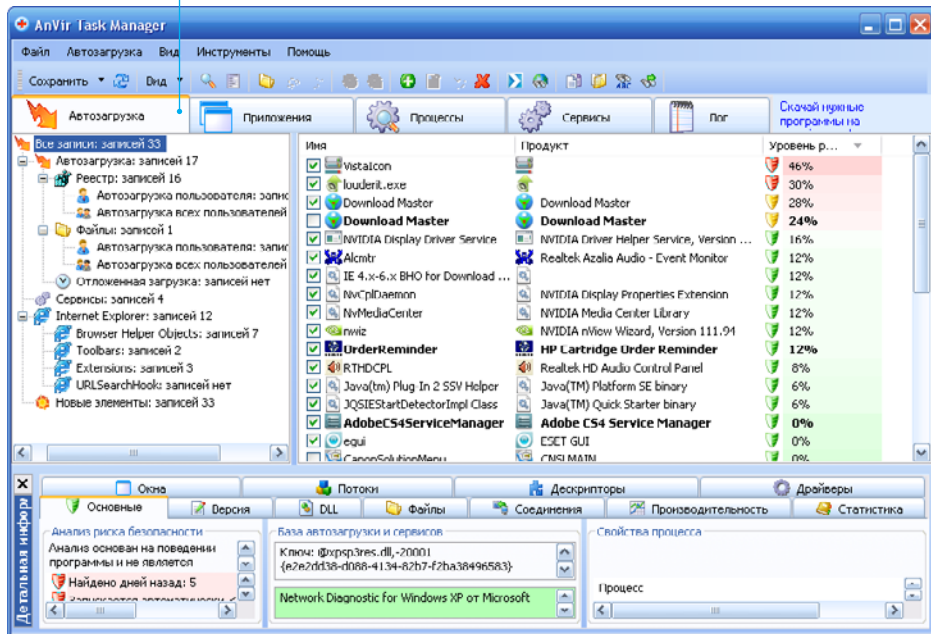 AnVir Task Manager
Файл Автозагрузка Вид Инструменты Помощь
Сохранить Вид
Автозагрузка
Приложения
Процессы
Сервисы
Лог
Скачай нужные
программы на
Все записи: записей 33
Автозагрузка: записей 17
Реестр: записей 16
Автозагрузка пользователя: запис
Автозагрузка всех пользователей
Файлы: записей 1
Автозагрузка пользователя: запис
Автозагрузка всех пользователей
Отложенная загрузка: записей нет
Сервисы: записей 4
Internet Explorer: записей 12
Browser Helper Objects: записей 7
Toolbars: записей 2
Extensions: записей 3
URLSearchHook: записей нет
Новые элементы: записей 33
Имя Продукт Уровень р...
VistaIcon 46%
luuderit.exe 30%
Download Master Download Master 28%
Download Master Download Master 24%
NVIDIA Display Driver Service NVIDIA Driver Helper Service, Version ... 16%
Alcmtr Realtek Azalia Audio - Event Monitor 12%
IE 4.x-6.x BHO for Download ... 12%
NvCplDaemon NVIDIA Display Properties Extension 12%
NvMediaCenter NVIDIA Media Center Library 12%
nwiz NVIDIA nView Wizard, Version 111.94 12%
OrderReminder HP Cartridge Order Reminder 12%
RTHDCPL Realtek HD Audio Control Panel 8%
Java(tm) Plug-In 2 SSV Helper Java(TM) Platform SE binary 6%
JQSIEStartDetectorImpl Class Java(TM) Quick Starter binary 6%
AdobeCS4ServiceManager Adobe CS4 Service Manager 0%
egui ESET GUI 0%
CanonSolutionMenu CNSLMAIN 0%
Детальная инфор
Окна Потоки Дескрипторы Драйверы
Основные Версия DLL Файлы Соединения Производительность Статистика
Анализ риска безопасности
Анализ основан на поведении
программы и не является
Найдено дней назад: 5
Запускается автоматически
База автозагрузки и сервисов
Ключ: @xpsp3res.dll,-20001
{e2e2dd38-d088-4134-82b7-f2ba38496583}
Network Diagnostic for Windows XP от Microsoft
Свойства процесса
Процесс